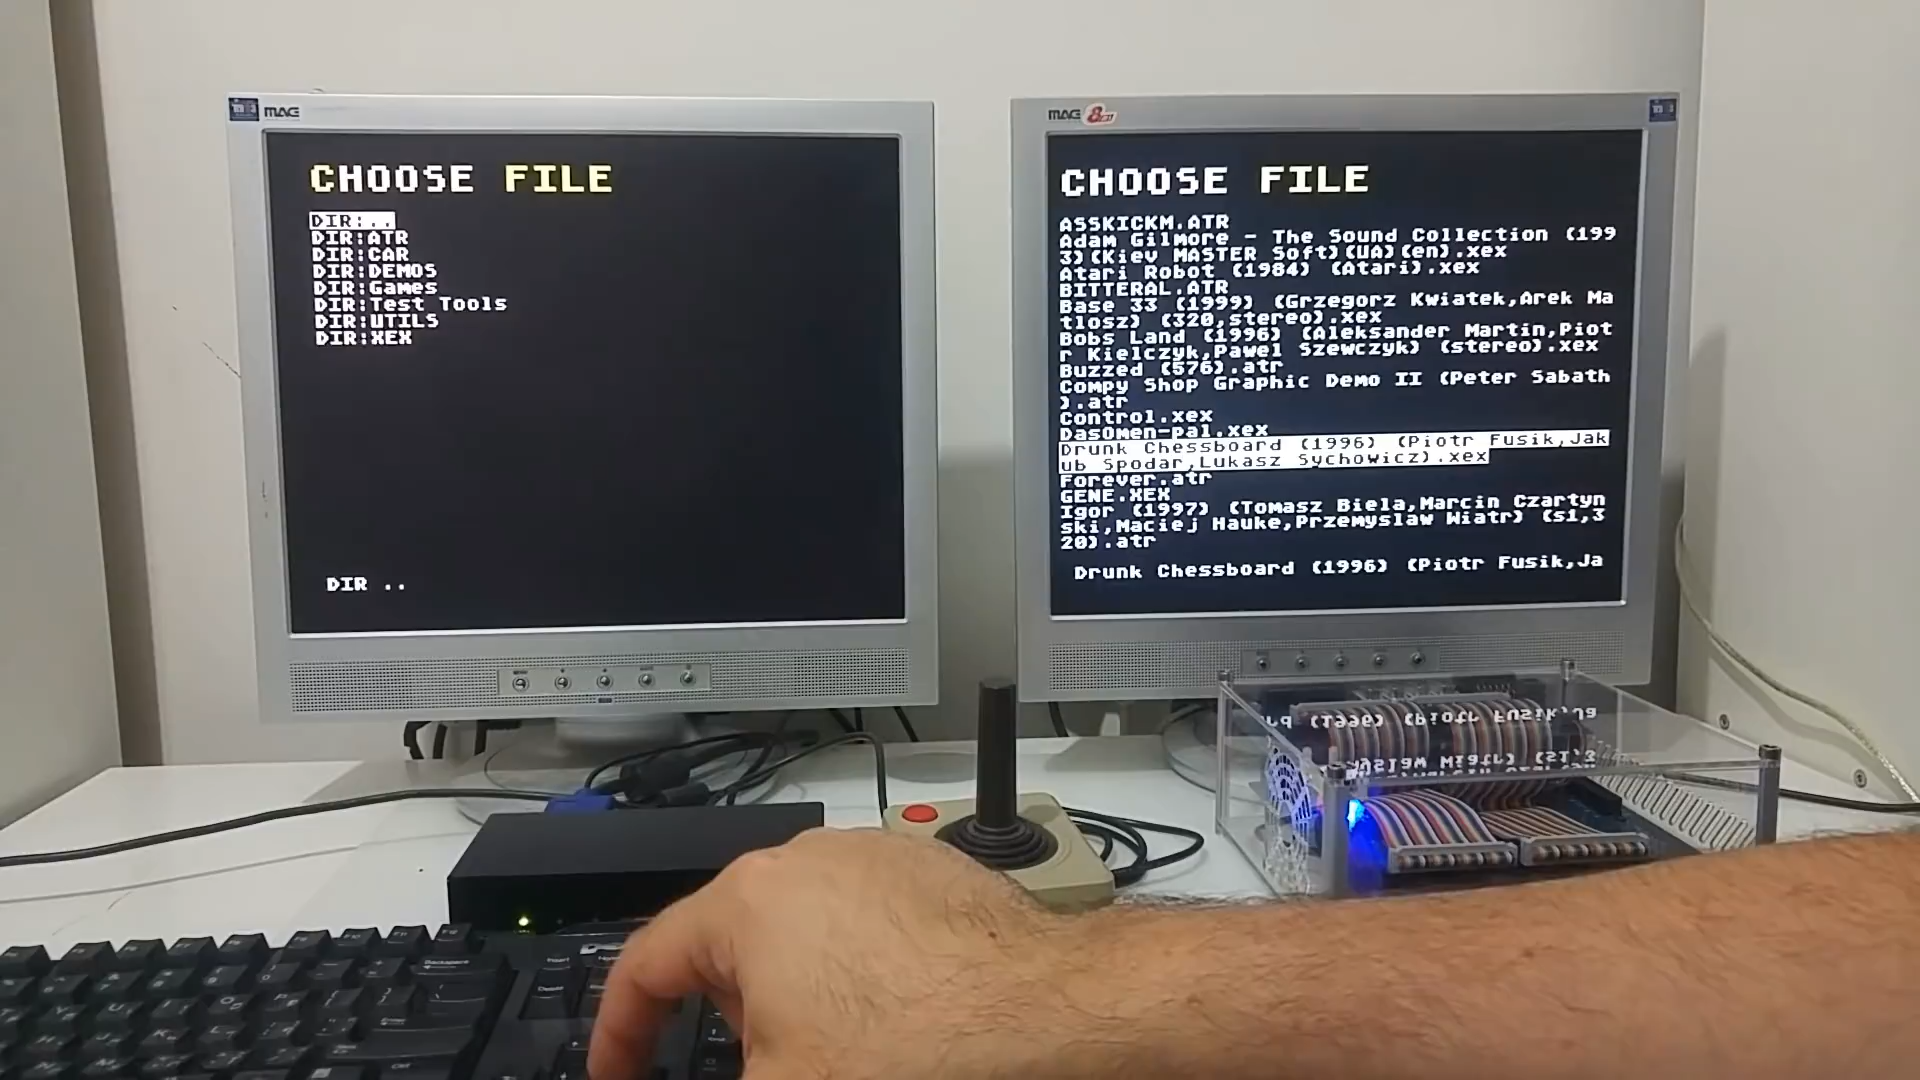 MAG
CHOOSE FILE
DIR:..
DIR:ATR
DIR:CAR
DIR:DEMOS
DIR:Games
DIR:Test Tools
DIR:UTILS
DIR:XEX
DIR ..
MAG
CHOOSE FILE
ASSKICKM.ATR
Adam Gilmore - The Sound Collection (199
3)(Kiev MASTER Soft)(UA)(en).xex
Atari Robot (1984) (Atari).xex
BITTERAL.ATR
Base 33 (1999) (Grzegorz Kwiatek,Arek Ma
tlosz) (320,stereo).xex
Bobs Land (1996) (Aleksander Martin,Piot
r Kielczyk,Pawel Szewczyk) (stereo).xex
Buzzed (576).atr
Compy Shop Graphic Demo II (Peter Sabath
).atr
Control.xex
DasOmen-pal.xex
Drunk Chessboard (1996) (Piotr Fusik,Jak
ub Spodar,Lukasz Sychowicz).xex
Forever.atr
GENE.XEX
Igor (1997) (Tomasz Biela,Marcin Czartyn
ski,Maciej Hauke,Przemyslaw Wiatr) (s1,3
20).atr
Drunk Chessboard (1996) (Piotr Fusik,Ja
Backspace
Insert
Delete